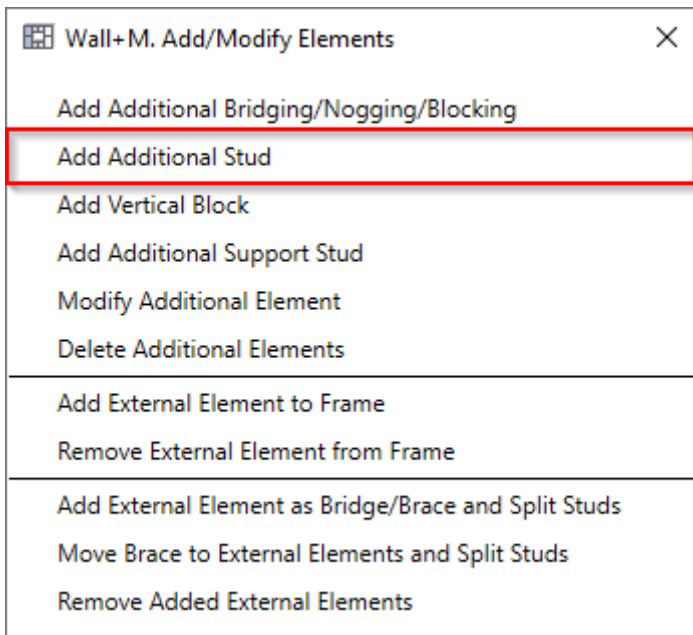 Wall+M. Add/Modify Elements
Add Additional Bridging/Nogging/Blocking
Add Additional Stud
Add Vertical Block
Add Additional Support Stud
Modify Additional Element
Delete Additional Elements
Add External Element to Frame
Remove External Element from Frame
Add External Element as Bridge/Brace and Split Studs
Move Brace to External Elements and Split Studs
Remove Added External Elements